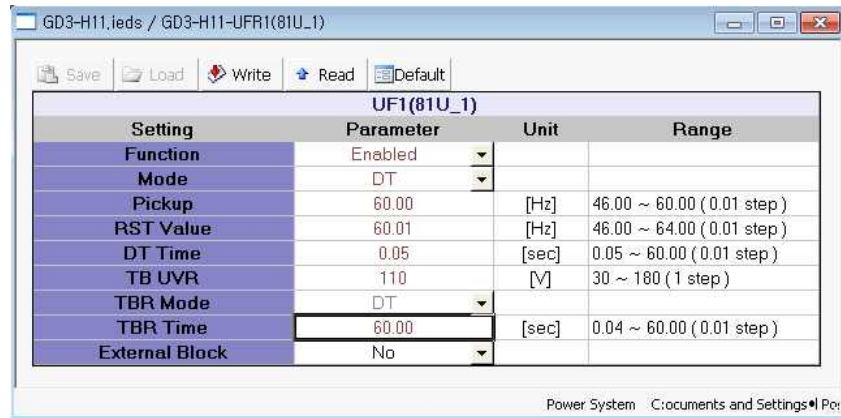 GD3-H11.ieds / GD3-H11-UFR1(81U_1)
Save Load Write Read Default
UF1(81U_1)
Setting Parameter Unit Range
Function Enabled
Mode DT
Pickup 60.00 [Hz] 46.00 ~ 60.00 ( 0.01 step )
RST Value 60.01 [Hz] 46.00 ~ 64.00 ( 0.01 step )
DT Time 0.05 [sec] 0.05 ~ 60.00 ( 0.01 step )
TB UVR 110 [V] 30 ~ 180 ( 1 step )
TBR Mode DT
TBR Time 60.00 [sec] 0.04 ~ 60.00 ( 0.01 step )
External Block No
Power System C:ocuments and Settings